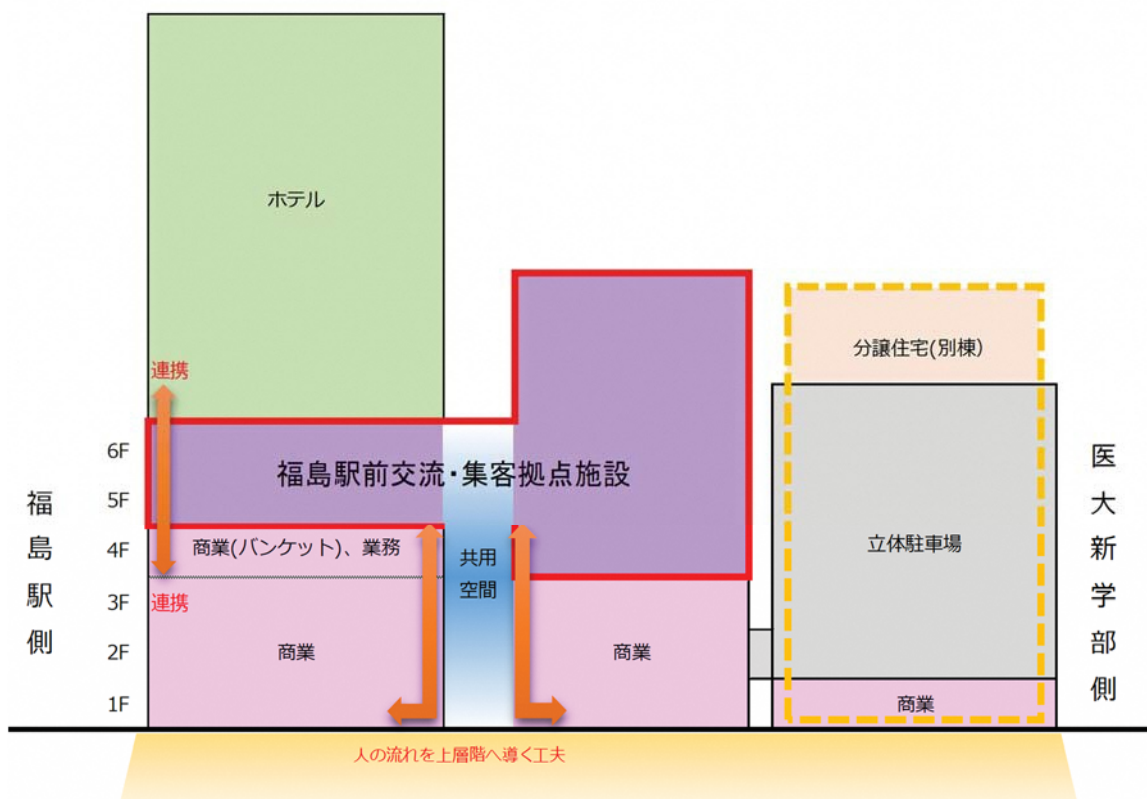 ホテル
分譲住宅(別棟)
連携
6F
福島駅前交流・集客拠点施設
5F
4F
商業(バンケット)、業務
共用
空間
立体駐車場
3F
連携
2F
商業
商業
1F
商業
福島駅側
医大新学部側
人の流れを上層階へ導く工夫